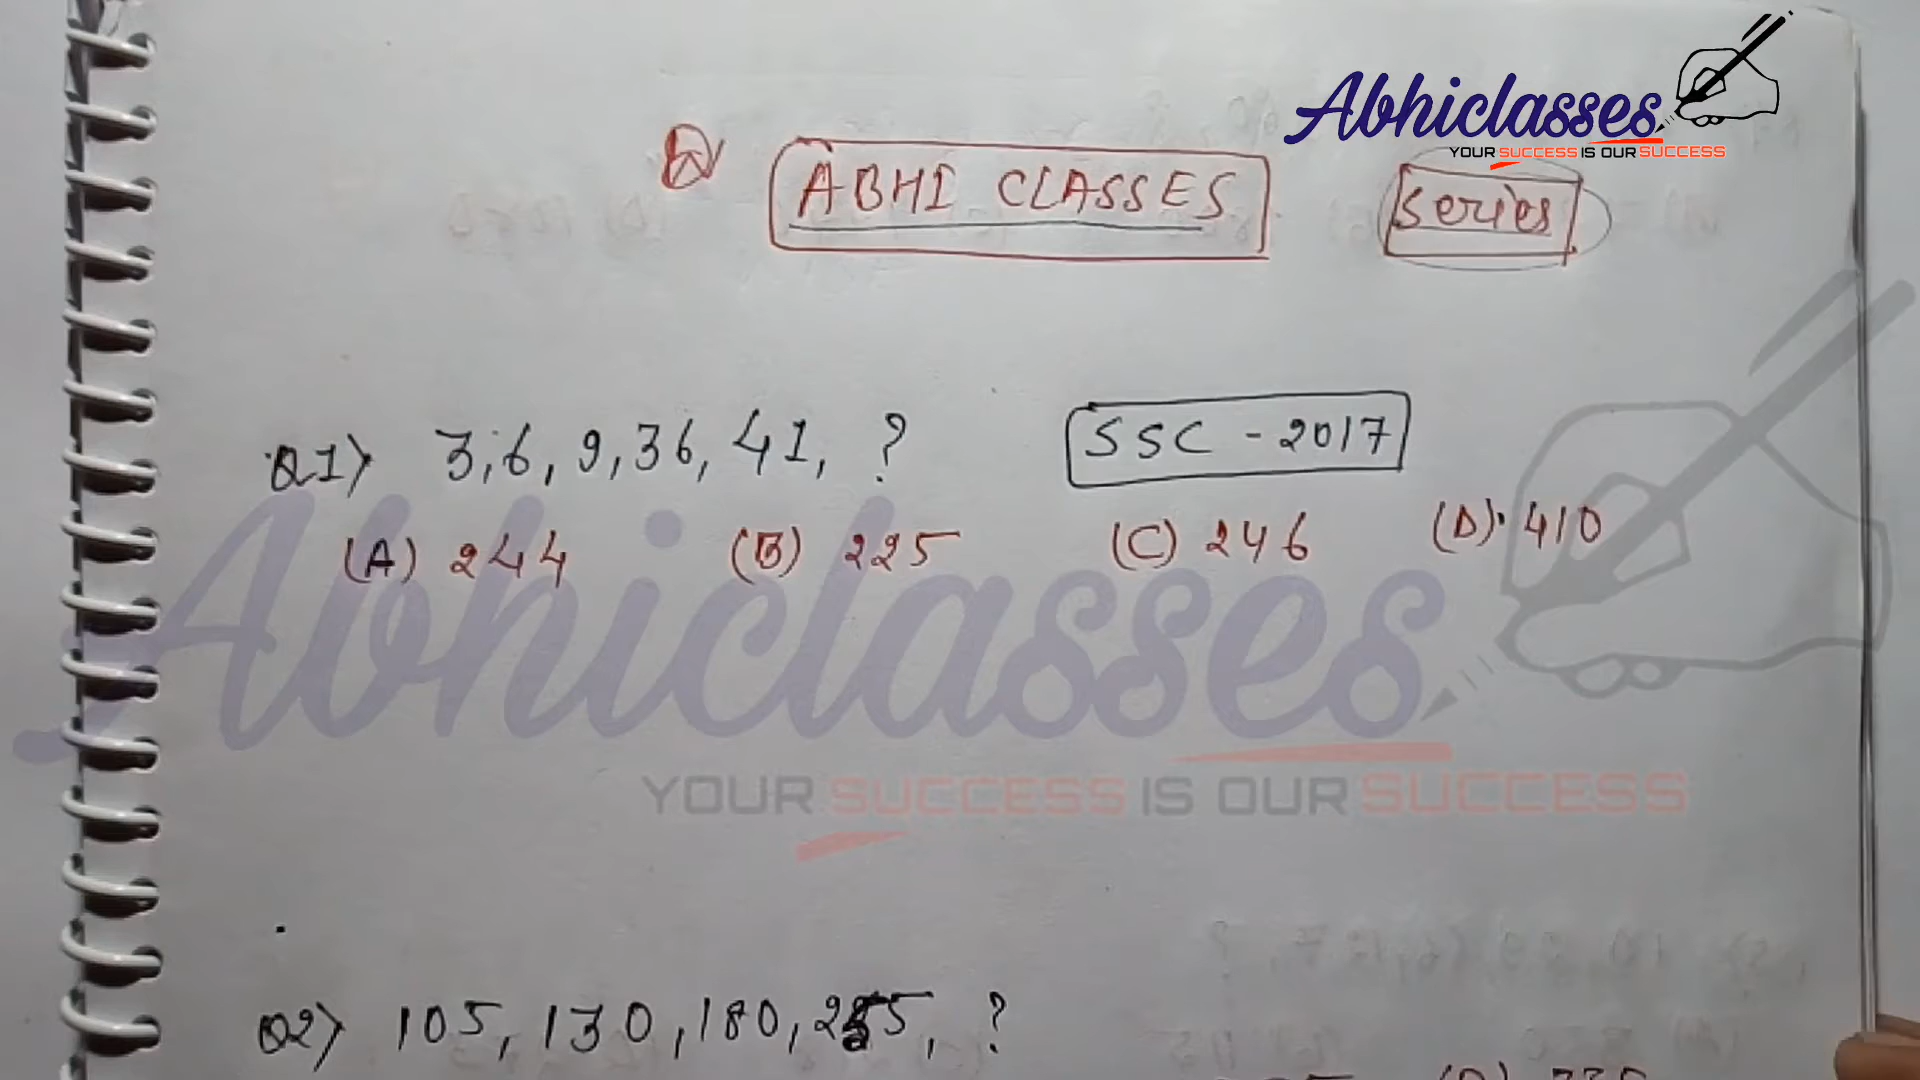 Abhiclasses
YOUR SUCCESS IS OUR SUCCESS
ABHI CLASSES
Series
Q1) 3, 6, 9, 36, 41, ?
SSC - 2017
(A) 244 (B) 225 (C) 246 (D) 410
Abhiclasses
YOUR SUCCESS IS OUR SUCCESS
Q2) 105, 130, 180, 255, ?